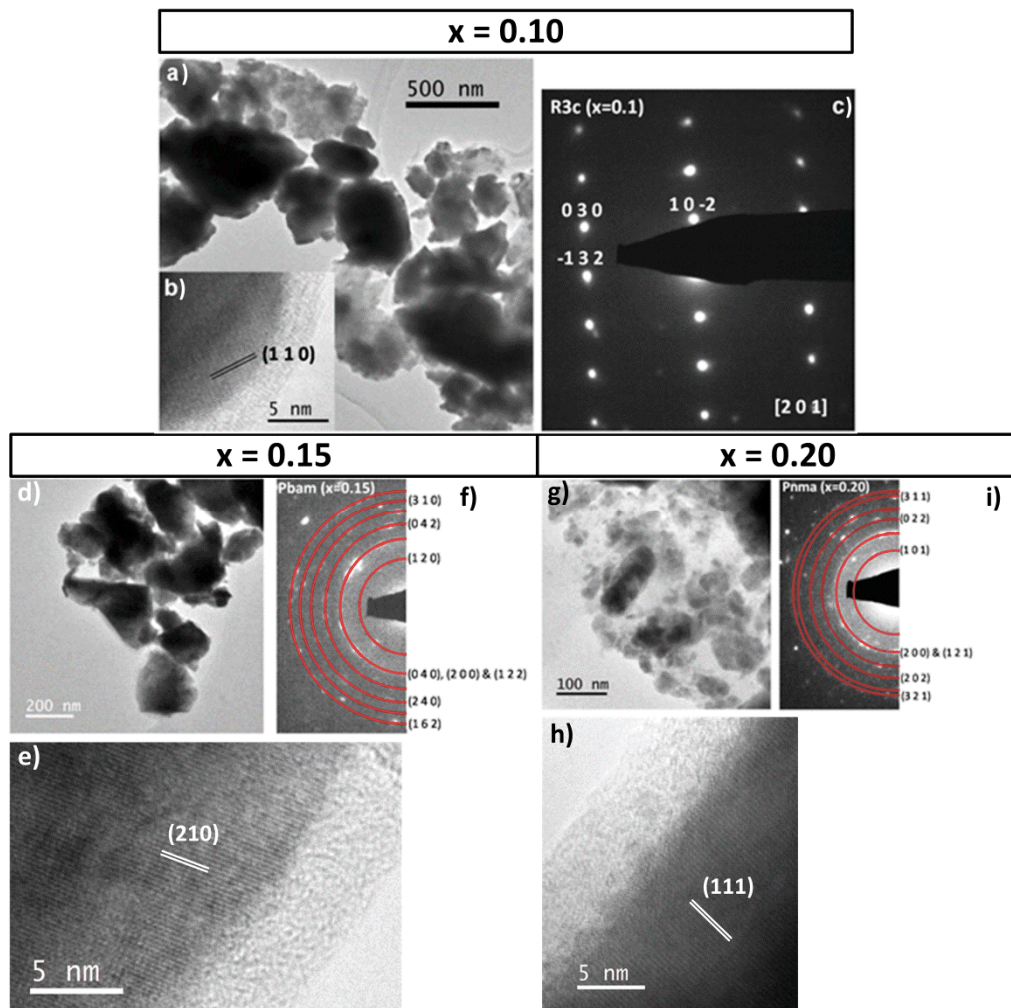 x = 0.10
a)
500 nm
b)
(1 1 0)
5 nm
R3c (x=0.1)
c)
0 3 0
1 0 -2
-1 3 2
[2 0 1]
x = 0.15
x = 0.20
d)
200 nm
Pbam (x=0.15)
f)
(3 1 0)
(0 4 2)
(1 2 0)
(0 4 0), (2 0 0) & (1 2 2)
(2 4 0)
(1 6 2)
g)
100 nm
Pnma (x=0.20)
i)
(3 1 1)
(0 2 2)
(1 0 1)
(2 0 0) & (1 2 1)
(2 0 2)
(3 2 1)
e)
(210)
5 nm
h)
(111)
5 nm